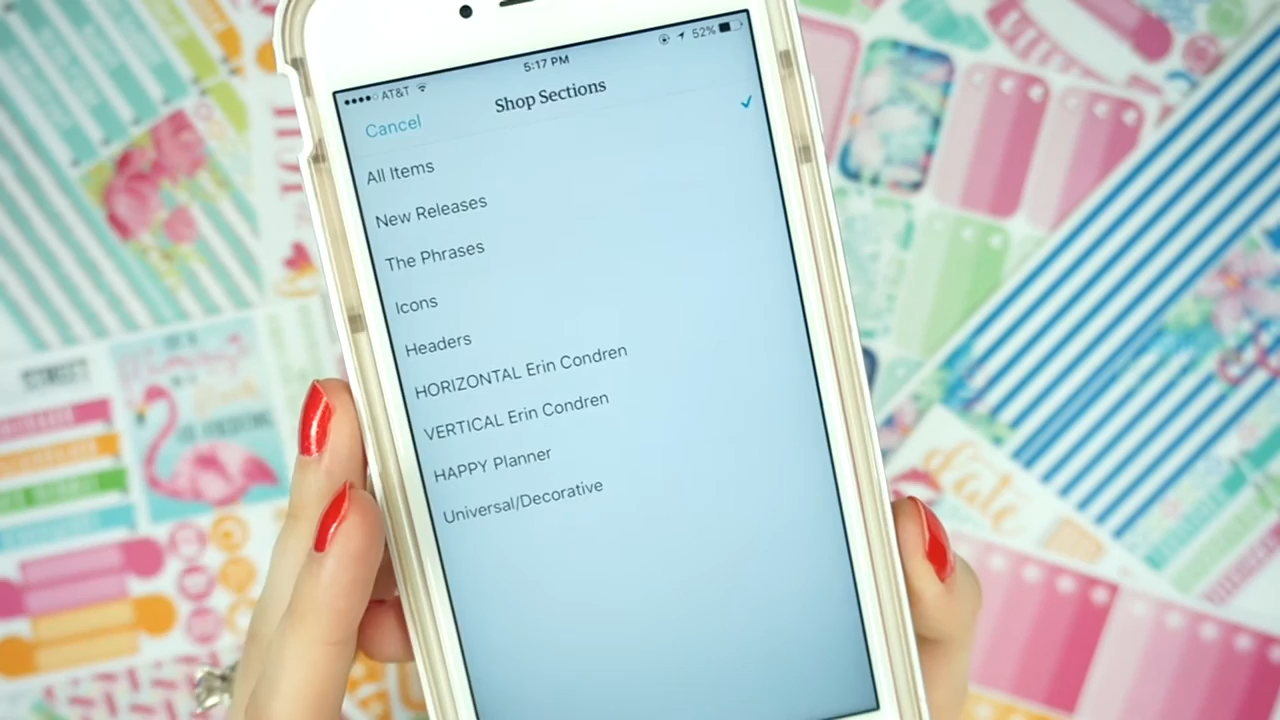 AT&T
5:17 PM
52%
Cancel
Shop Sections
All Items
New Releases
The Phrases
Icons
Headers
HORIZONTAL Erin Condren
VERTICAL Erin Condren
HAPPY Planner
Universal/Decorative
date